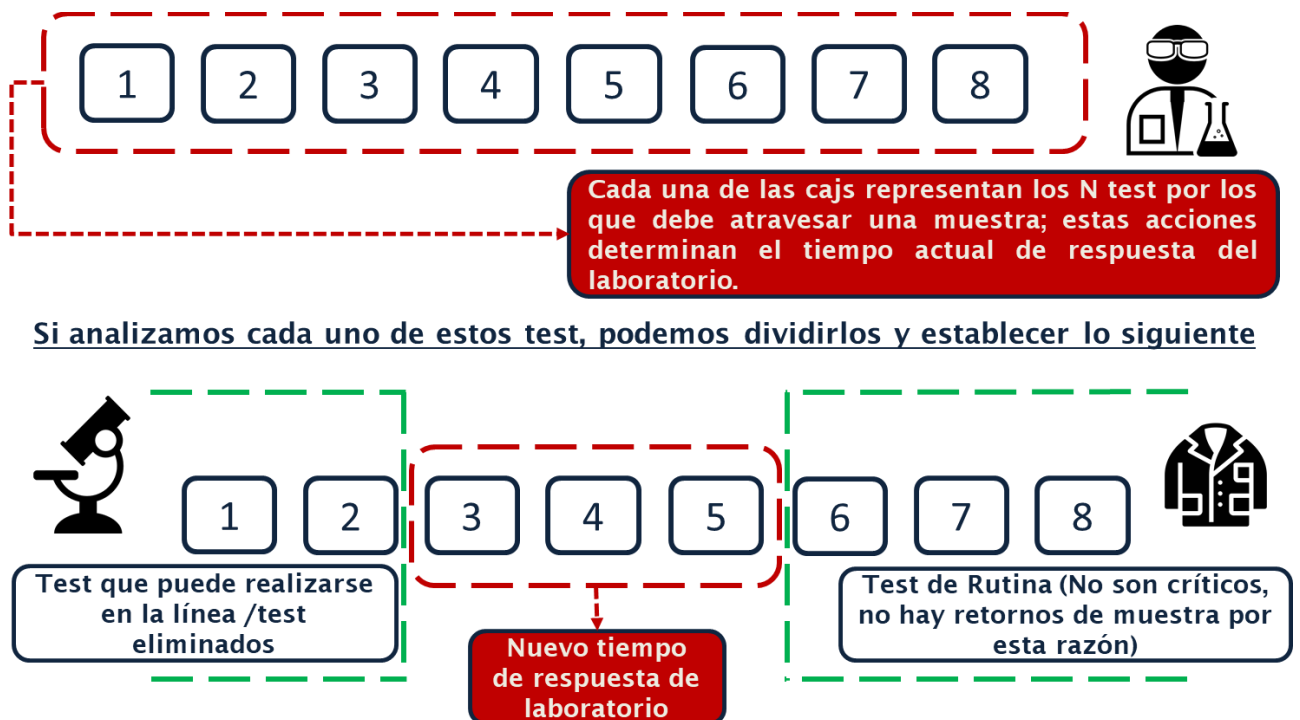 1 2 3 4 5 6 7 8
Cada una de las cajs representan los N test por los
que debe atravesar una muestra; estas acciones
determinan el tiempo actual de respuesta del
laboratorio.
Si analizamos cada uno de estos test, podemos dividirlos y establecer lo siguiente
1 2 3 4 5 6 7 8
Test que puede realizarse
en la línea /test
eliminados
Nuevo tiempo
de respuesta de
laboratorio
Test de Rutina (No son críticos,
no hay retornos de muestra por
esta razón)